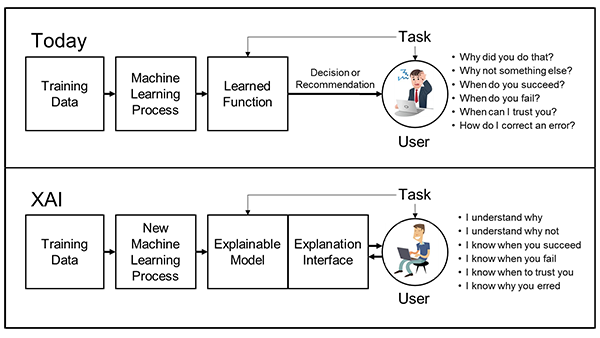 Today
Task
Training
Data
Machine
Learning
Process
Learned
Function
Decision or
Recommendation
User
• Why did you do that?
• Why not something else?
• When do you succeed?
• When do you fail?
• When can I trust you?
• How do I correct an error?
XAI
Task
Training
Data
New
Machine
Learning
Process
Explainable
Model
Explanation
Interface
User
• I understand why
• I understand why not
• I know when you succeed
• I know when you fail
• I know when to trust you
• I know why you erred